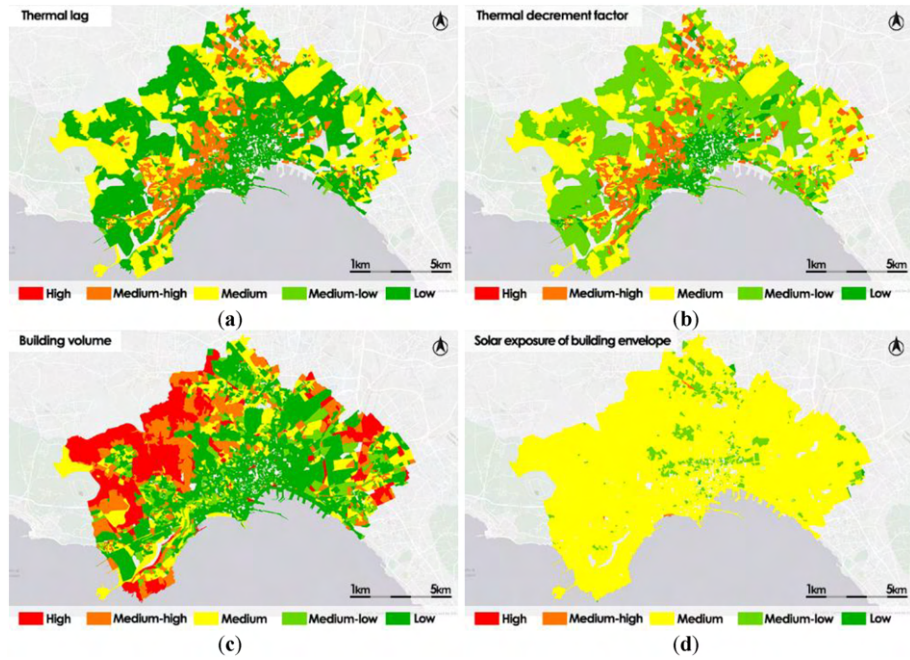 Thermal lag
1km 5km
High Medium-high Medium Medium-low Low
(a)
Thermal decrement factor
1km 5km
High Medium-high Medium Medium-low Low
(b)
Building volume
1km 5km
High Medium-high Medium Medium-low Low
(c)
Solar exposure of building envelope
1km 5km
High Medium-high Medium Medium-low Low
(d)